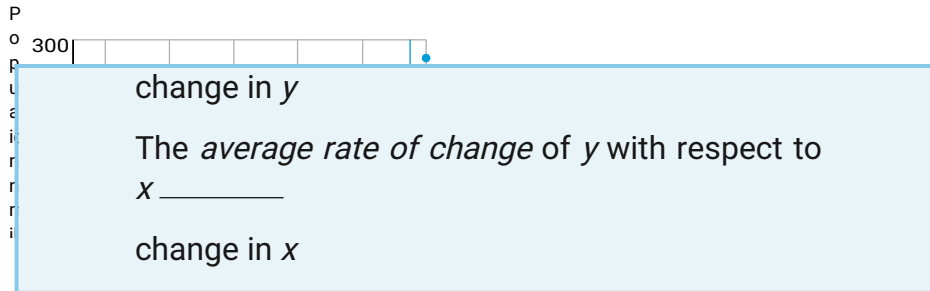 P
o
p
u
300
change in y
The average rate of change of y with respect to
x
change in x